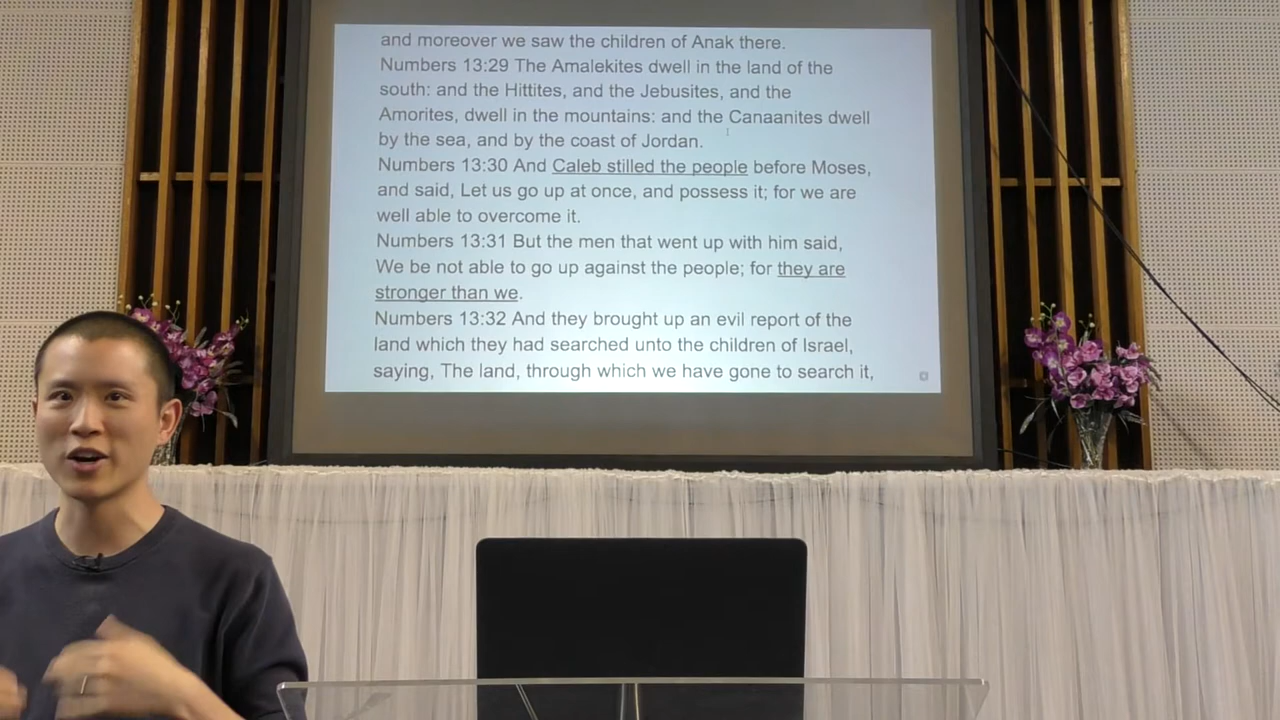 and moreover we saw the children of Anak there.
Numbers 13:29 The Amalekites dwell in the land of the
south: and the Hittites, and the Jebusites, and the
Amorites, dwell in the mountains: and the Canaanites dwell
by the sea, and by the coast of Jordan.
Numbers 13:30 And Caleb stilled the people before Moses,
and said, Let us go up at once, and possess it; for we are
well able to overcome it.
Numbers 13:31 But the men that went up with him said,
We be not able to go up against the people; for they are
stronger than we.
Numbers 13:32 And they brought up an evil report of the
land which they had searched unto the children of Israel,
saying, The land, through which we have gone to search it,